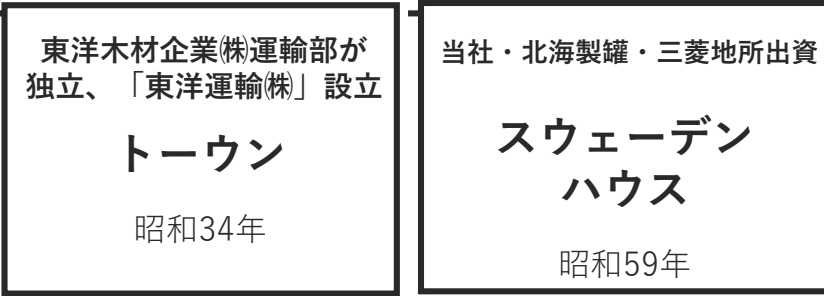 東洋木材企業㈱運輸部が
独立、「東洋運輸㈱」設立
トーウン
昭和34年
当社・北海製罐・三菱地所出資
スウェーデン
ハウス
昭和59年